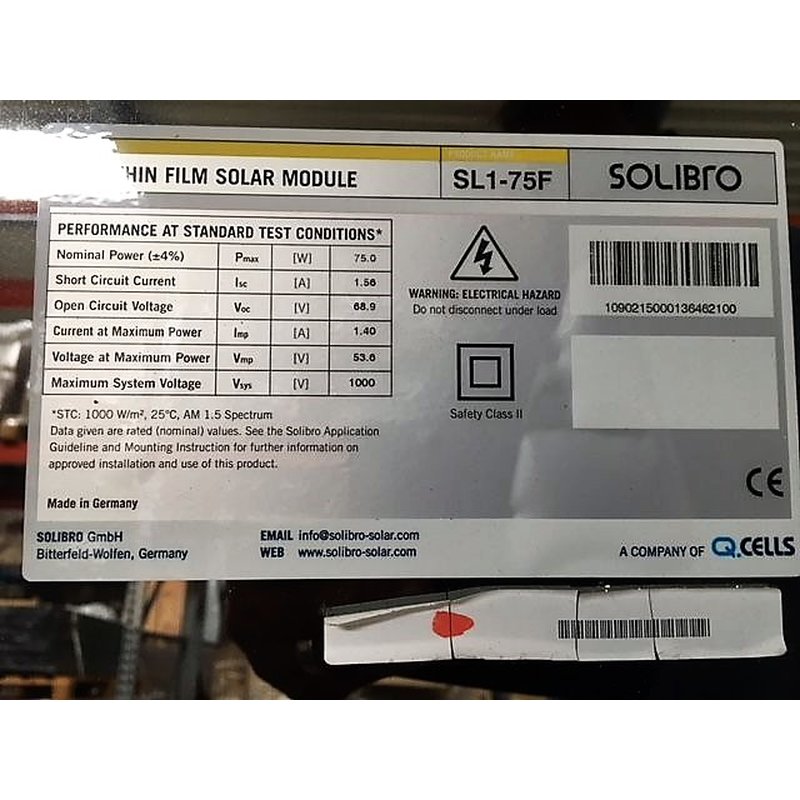 THIN FILM SOLAR MODULE
PRODUCT NAME
SL1-75F
SOLIBRO
PERFORMANCE AT STANDARD TEST CONDITIONS*
Nominal Power (±4%) Pmax [W] 75.0
Short Circuit Current Isc [A] 1.56
Open Circuit Voltage Voc [V] 68.9
Current at Maximum Power Imp [A] 1.40
Voltage at Maximum Power Vmp [V] 53.6
Maximum System Voltage Vsys [V] 1000
*STC: 1000 W/m², 25°C, AM 1.5 Spectrum
Data given are rated (nominal) values. See the Solibro Application
Guideline and Mounting Instruction for further information on
approved installation and use of this product.
Made in Germany
WARNING: ELECTRICAL HAZARD
Do not disconnect under load
Safety Class II
1090215000136462100
CE
SOLIBRO GmbH
Bitterfeld-Wolfen, Germany
EMAIL info@solibro-solar.com
WEB www.solibro-solar.com
A COMPANY OF Q.CELLS